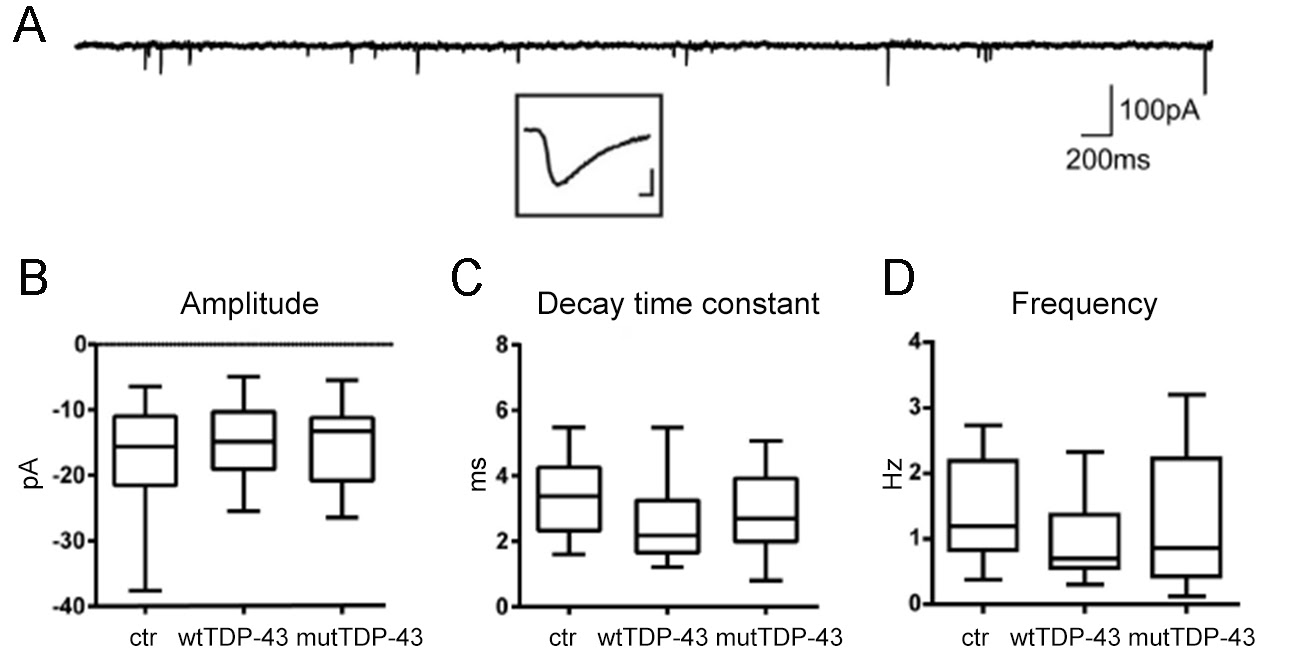 A
100pA
200ms
B
C
D
Amplitude
Decay time constant
Frequency
0
-10
-20
-30
-40
pA
ctr wtTDP-43 mutTDP-43
8
6
4
2
0
ms
ctr wtTDP-43 mutTDP-43
4
3
2
1
0
Hz
ctr wtTDP-43 mutTDP-43